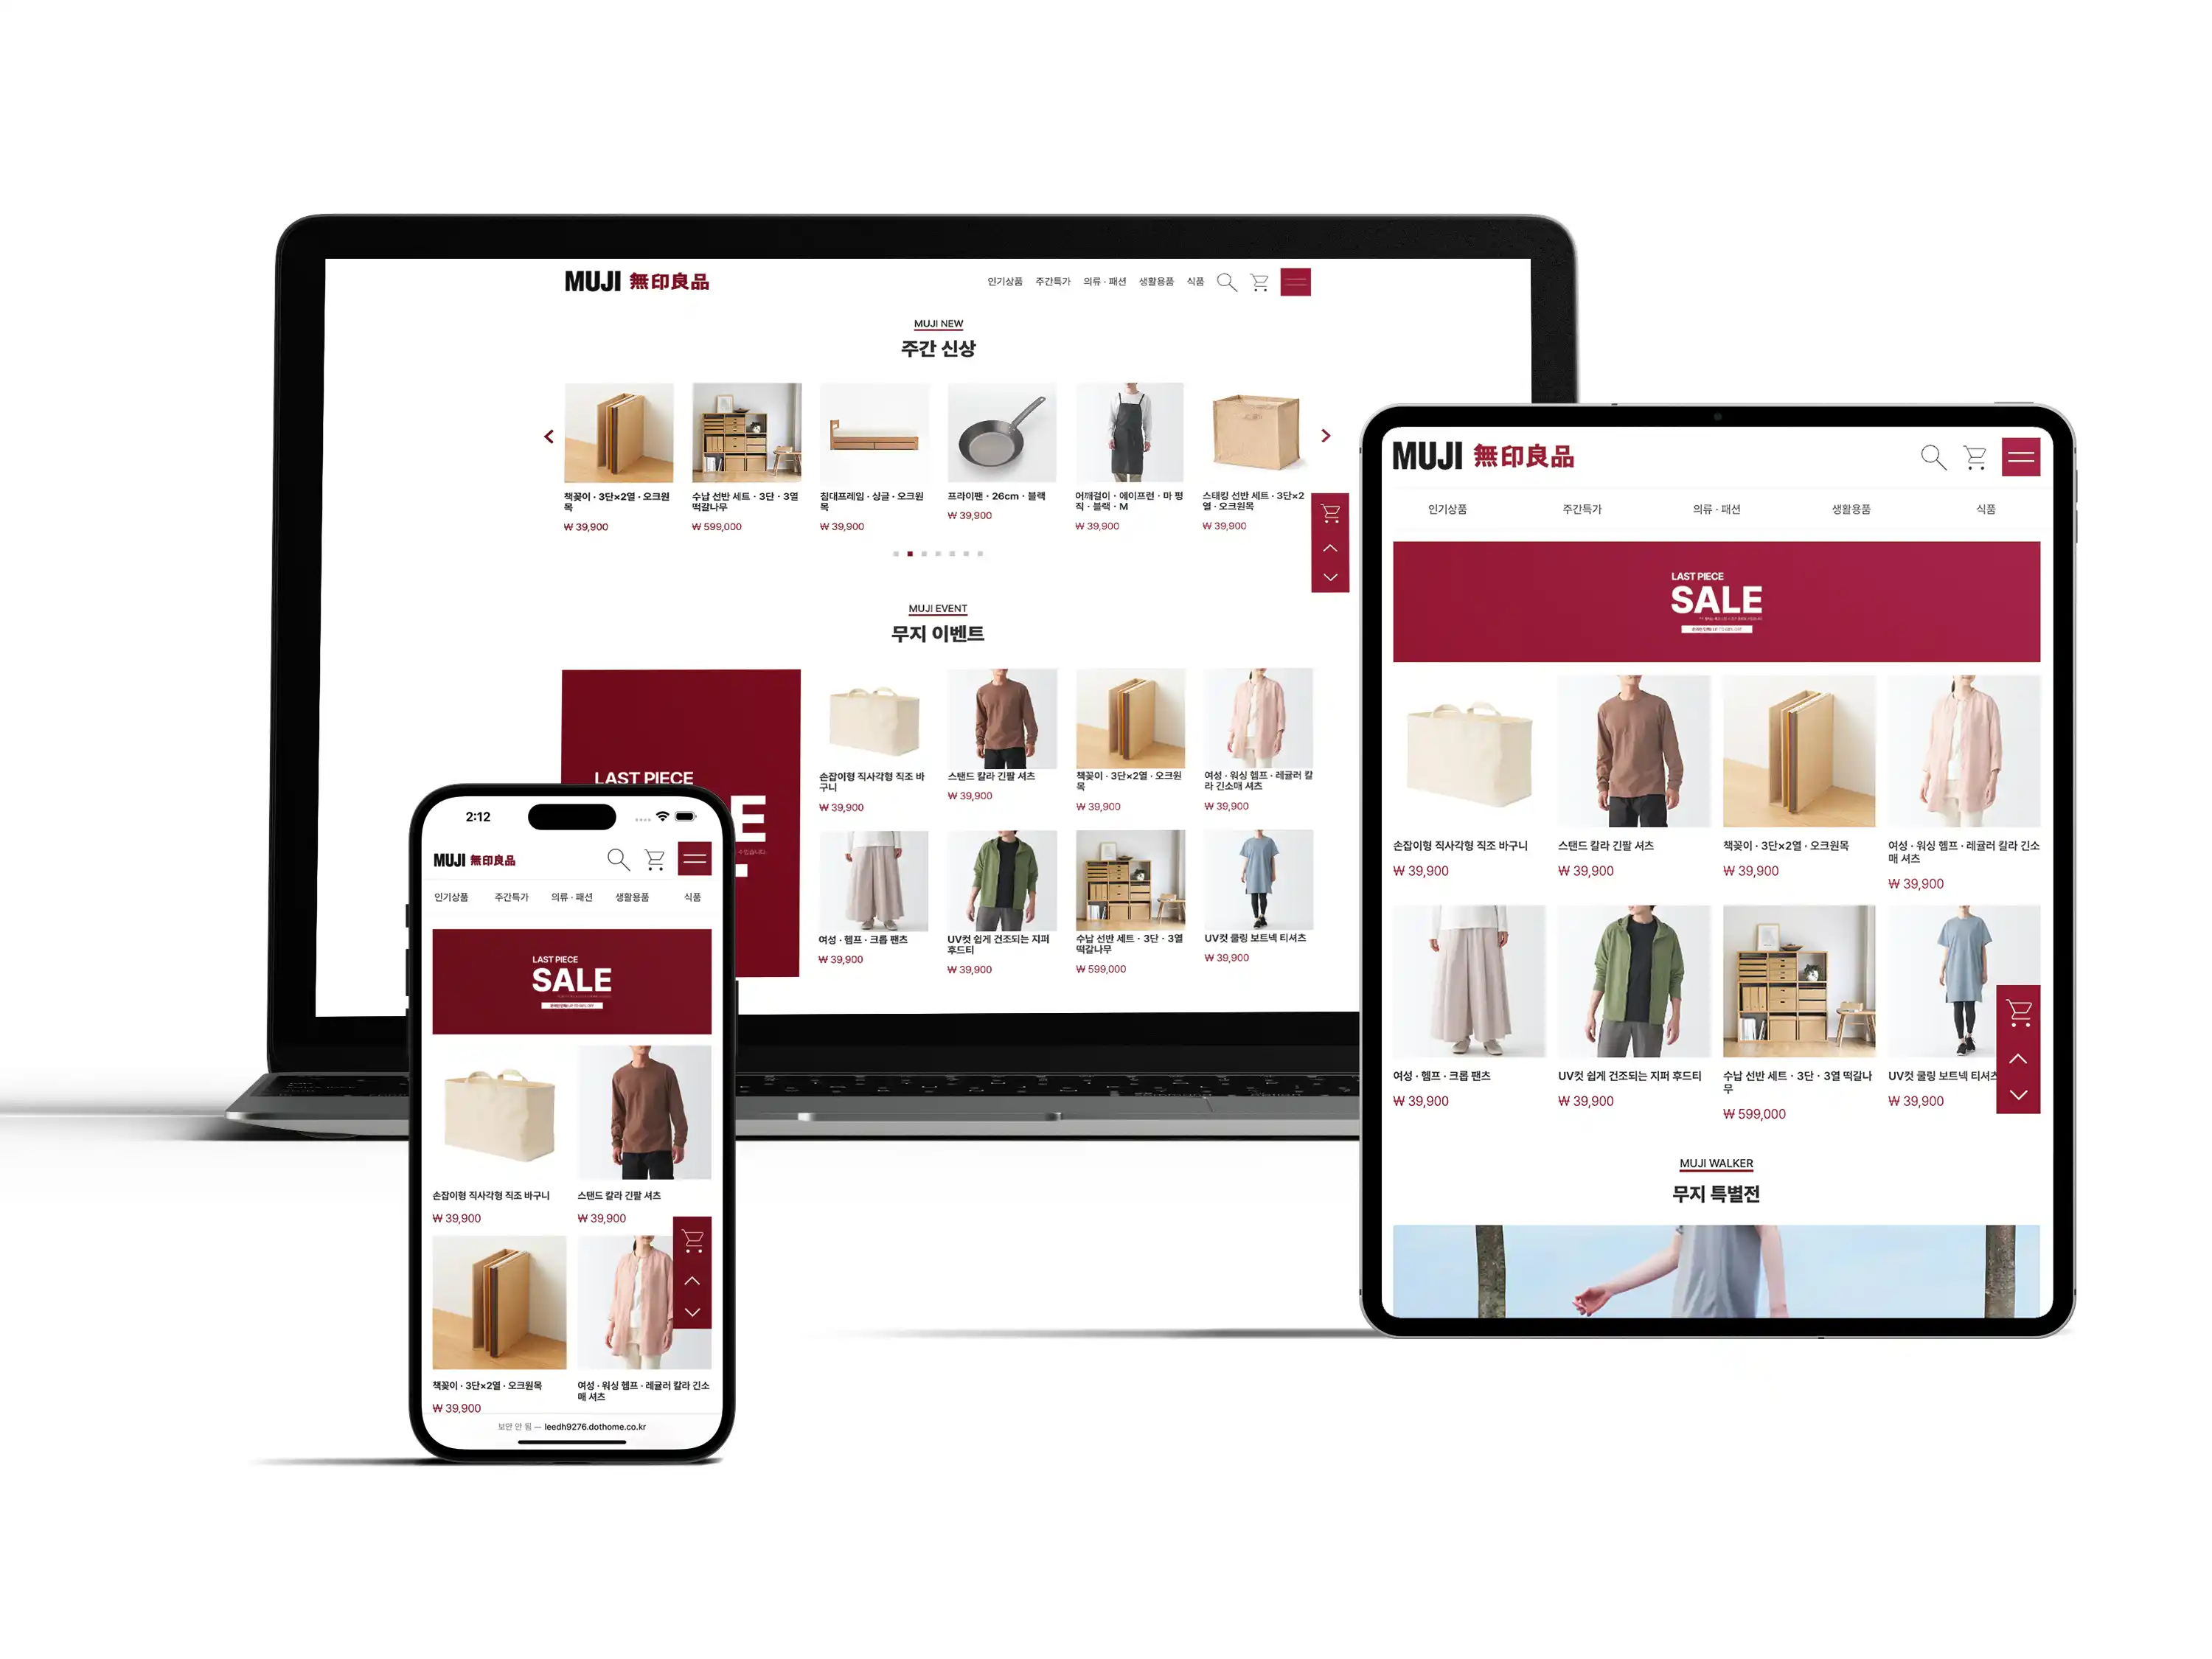 MUJI 無印良品
인기상품 주간특가 의류 · 패션 생활용품 식품
MUJI NEW
주간 신상
책꽂이 · 3단×2열 · 오크원
목
₩ 39,900
수납 선반 세트 · 3단 · 3열
떡갈나무
₩ 599,000
침대프레임 · 싱글 · 오크원
목
₩ 39,900
프라이팬 · 26cm · 블랙
₩ 39,900
어깨걸이 · 에이프런 · 마 평
직 · 블랙 · M
₩ 39,900
스태킹 선반 세트 · 3단×2
열 · 오크원목
₩ 39,900
MUJI EVENT
무지 이벤트
LAST PIECE
E
손잡이형 직사각형 직조 바
구니
₩ 39,900
스탠드 칼라 긴팔 셔츠
₩ 39,900
책꽂이 · 3단×2열 · 오크원
목
₩ 39,900
여성 · 워싱 헴프 · 레귤러 칼
라 긴소매 셔츠
₩ 39,900
여성 · 헴프 · 크롭 팬츠
₩ 39,900
UV컷 쉽게 건조되는 지퍼
후드티
₩ 39,900
수납 선반 세트 · 3단 · 3열
떡갈나무
₩ 599,000
UV컷 쿨링 보트넥 티셔츠
₩ 39,900
2:12
MUJI 無印良品
인기상품 주간특가 의류 · 패션 생활용품 식품
LAST PIECE
SALE
손잡이형 직사각형 직조 바구니
₩ 39,900
스탠드 칼라 긴팔 셔츠
₩ 39,900
책꽂이 · 3단×2열 · 오크원목
₩ 39,900
여성 · 워싱 헴프 · 레귤러 칼라 긴소
매 셔츠
보안 안 됨 — leedh9276.dothome.co.kr
MUJI 無印良品
인기상품 주간특가 의류 · 패션 생활용품 식품
LAST PIECE
SALE
손잡이형 직사각형 직조 바구니
₩ 39,900
스탠드 칼라 긴팔 셔츠
₩ 39,900
책꽂이 · 3단×2열 · 오크원목
₩ 39,900
여성 · 워싱 헴프 · 레귤러 칼라 긴소
매 셔츠
₩ 39,900
여성 · 헴프 · 크롭 팬츠
₩ 39,900
UV컷 쉽게 건조되는 지퍼 후드티
₩ 39,900
수납 선반 세트 · 3단 · 3열 떡갈나
무
₩ 599,000
UV컷 쿨링 보트넥 티셔츠
₩ 39,900
MUJI WALKER
무지 특별전